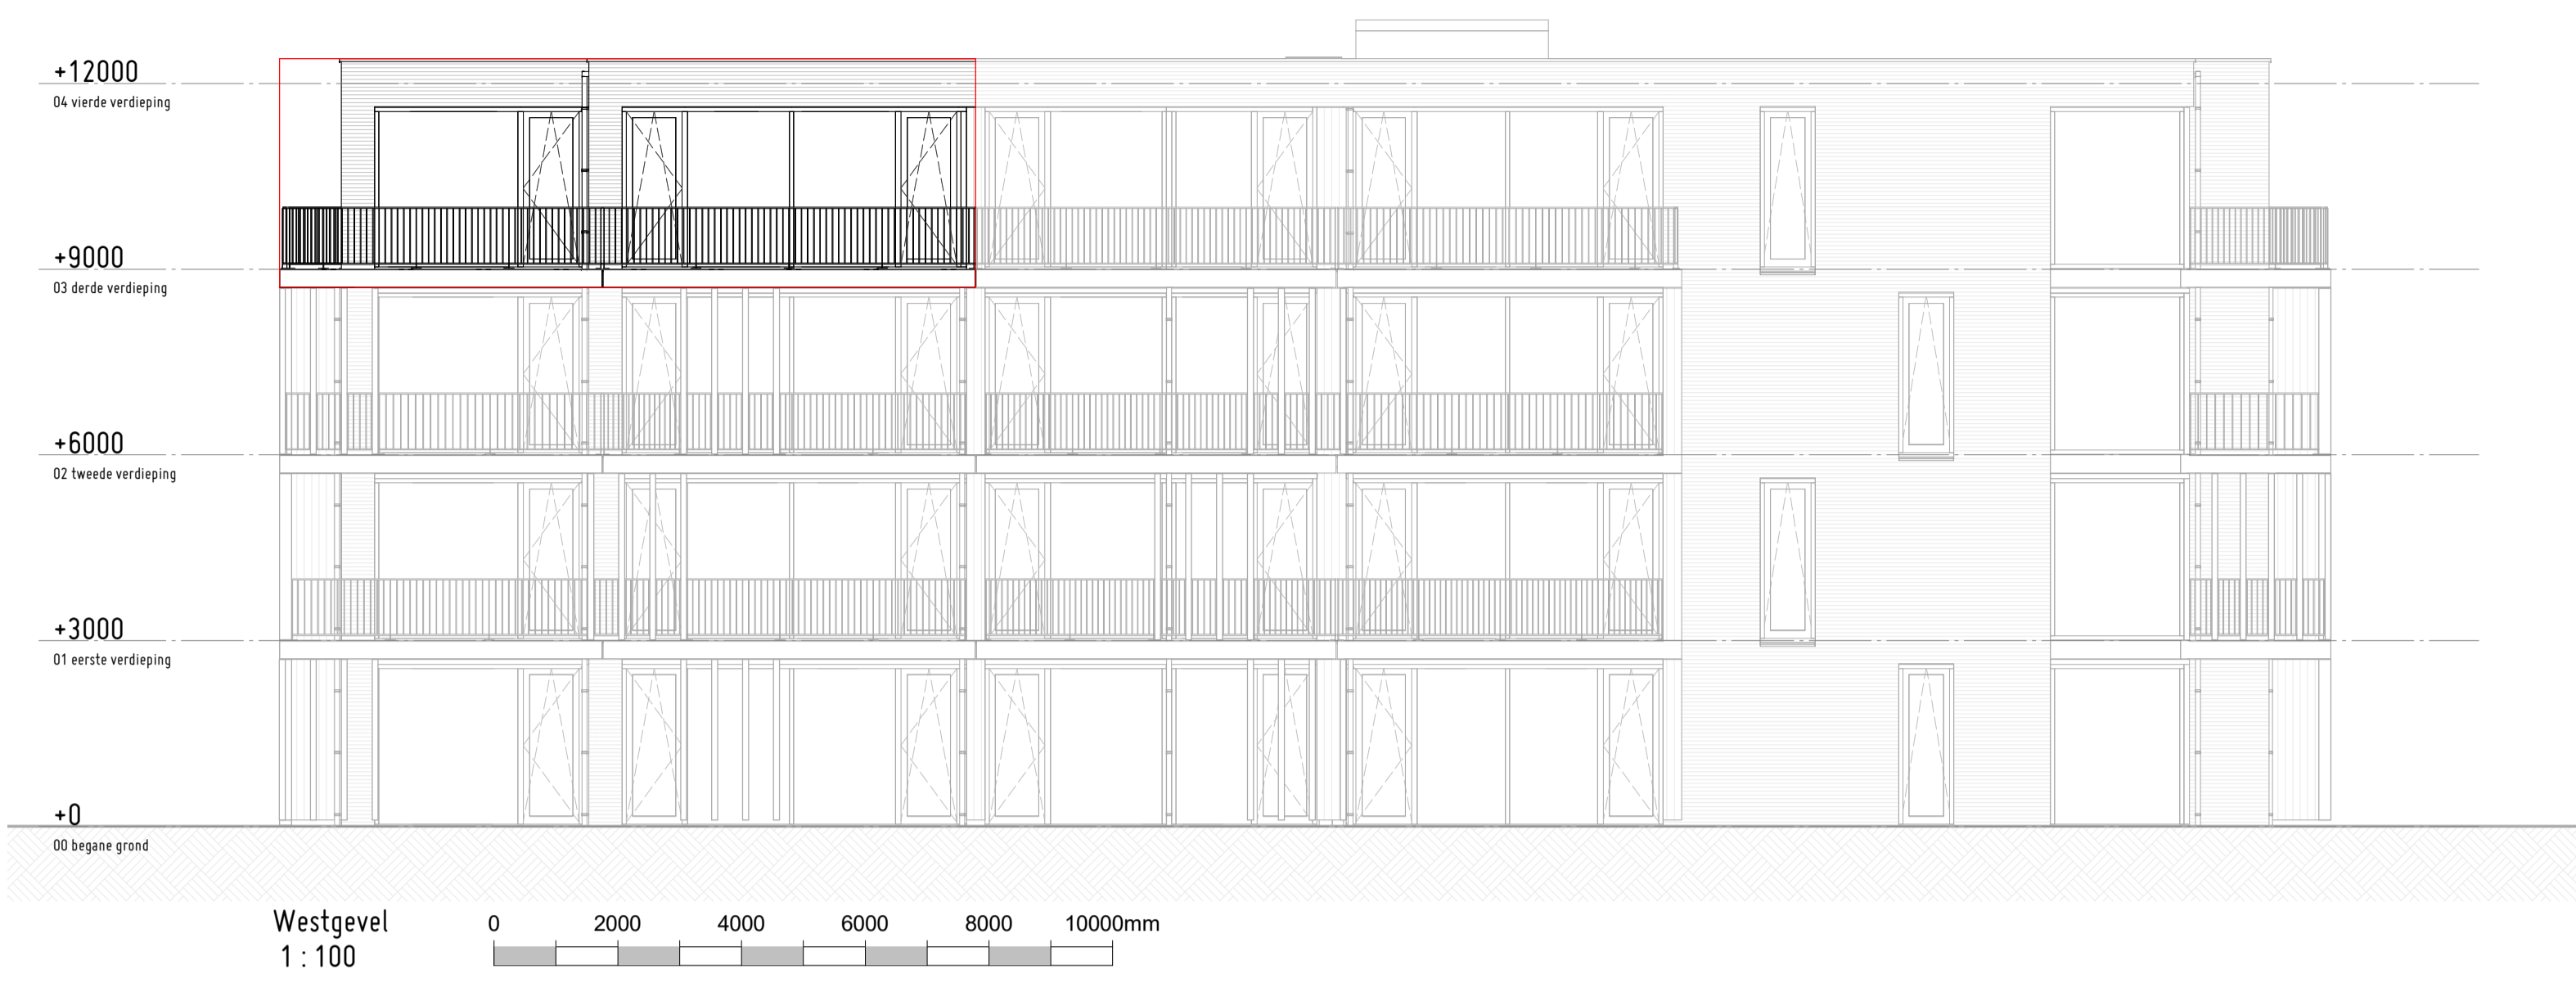 +12000
04 vierde verdieping
+9000
03 derde verdieping
+6000
02 tweede verdieping
+3000
01 eerste verdieping
+0
00 begane grond
Westgevel
1 : 100
0 2000 4000 6000 8000 10000mm